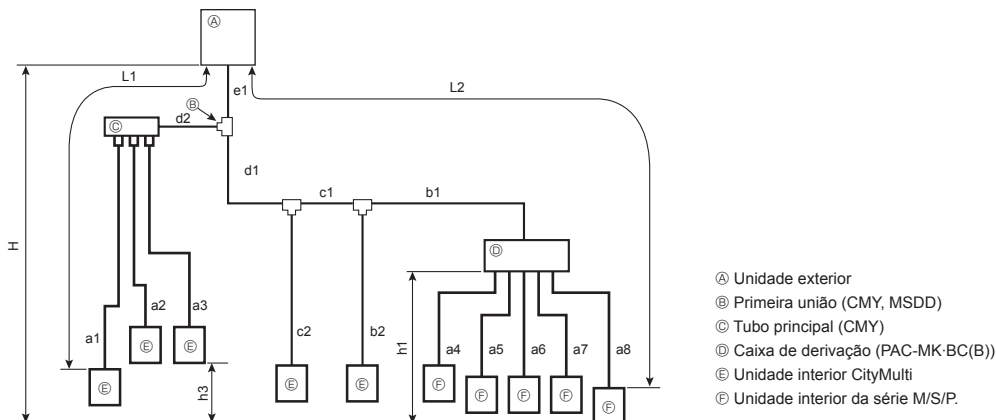 Ⓐ
L1
L2
e1
Ⓑ
Ⓒ
d2
d1
c1
b1
H
Ⓓ
a1
a2
a3
c2
b2
h1
a4
a5
a6
a7
a8
Ⓔ
Ⓔ
Ⓔ
h3
Ⓔ
Ⓔ
Ⓕ
Ⓕ
Ⓕ
Ⓕ
Ⓕ
Ⓐ Unidade exterior
Ⓑ Primeira união (CMY, MSDD)
Ⓒ Tubo principal (CMY)
Ⓓ Caixa de derivação (PAC-MK·BC(B))
Ⓔ Unidade interior CityMulti
Ⓕ Unidade interior da série M/S/P.